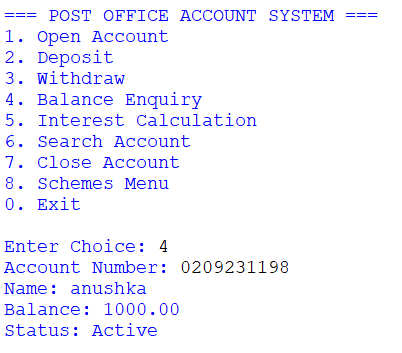 === POST OFFICE ACCOUNT SYSTEM ===
1. Open Account
2. Deposit
3. Withdraw
4. Balance Enquiry
5. Interest Calculation
6. Search Account
7. Close Account
8. Schemes Menu
0. Exit
Enter Choice: 4
Account Number: 0209231198
Name: anushka
Balance: 1000.00
Status: Active